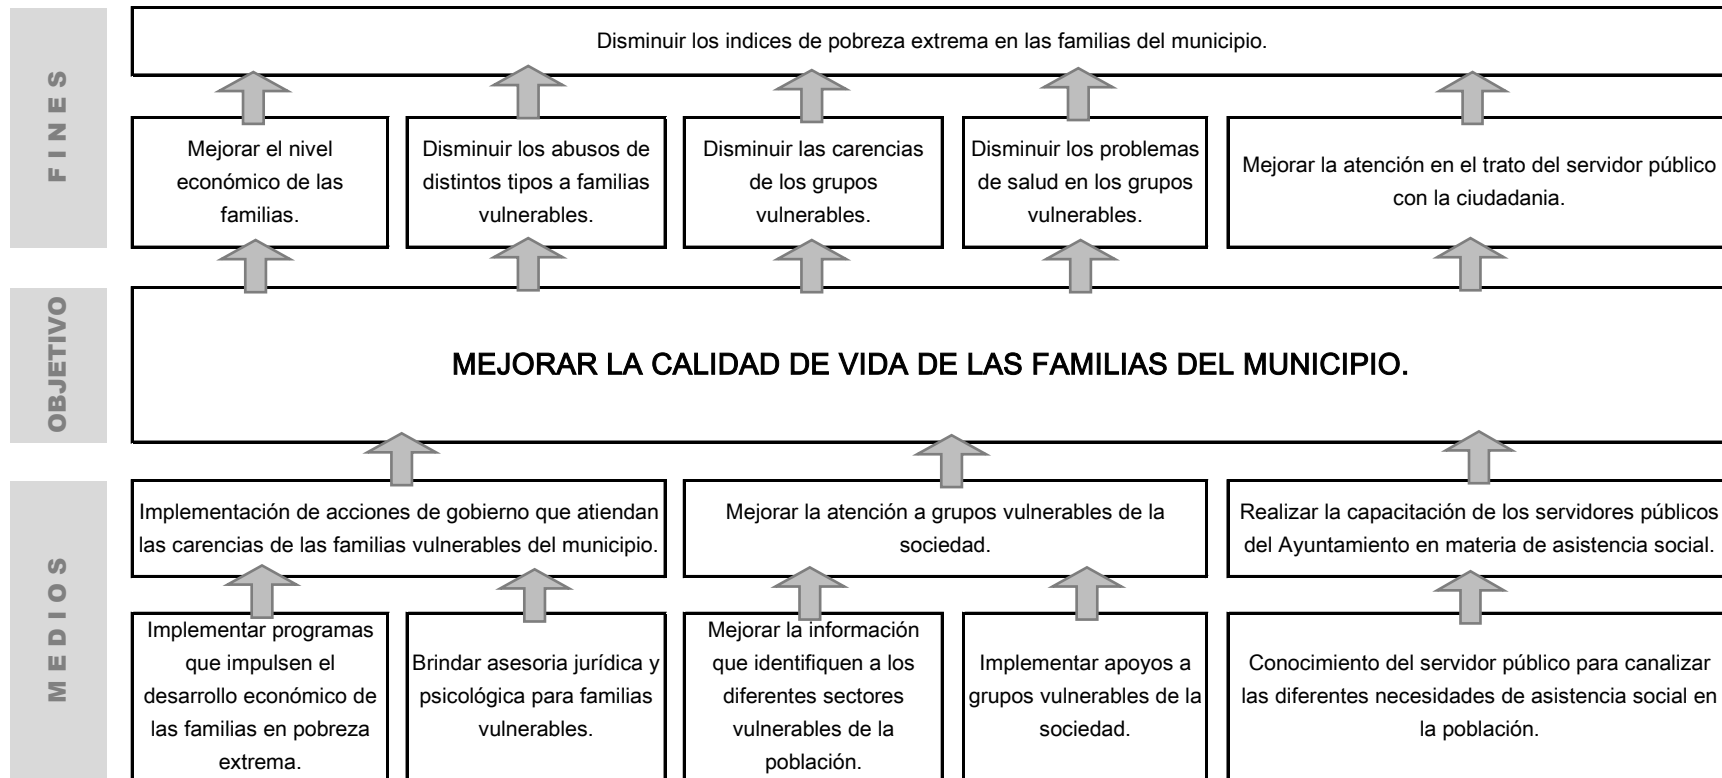 FINES
Disminuir los indices de pobreza extrema en las familias del municipio.
Mejorar el nivel
económico de las
familias.
Disminuir los abusos de
distintos tipos a familias
vulnerables.
Disminuir las carencias
de los grupos
vulnerables.
Disminuir los problemas
de salud en los grupos
vulnerables.
Mejorar la atención en el trato del servidor público
con la ciudadania.
OBJETIVO
MEJORAR LA CALIDAD DE VIDA DE LAS FAMILIAS DEL MUNICIPIO.
MEDIOS
Implementación de acciones de gobierno que atiendan
las carencias de las familias vulnerables del municipio.
Mejorar la atención a grupos vulnerables de la
sociedad.
Realizar la capacitación de los servidores públicos
del Ayuntamiento en materia de asistencia social.
Implementar programas
que impulsen el
desarrollo económico de
las familias en pobreza
extrema.
Brindar asesoria jurídica y
psicológica para familias
vulnerables.
Mejorar la información
que identifiquen a los
diferentes sectores
vulnerables de la
población.
Implementar apoyos a
grupos vulnerables de la
sociedad.
Conocimiento del servidor público para canalizar
las diferentes necesidades de asistencia social en
la población.